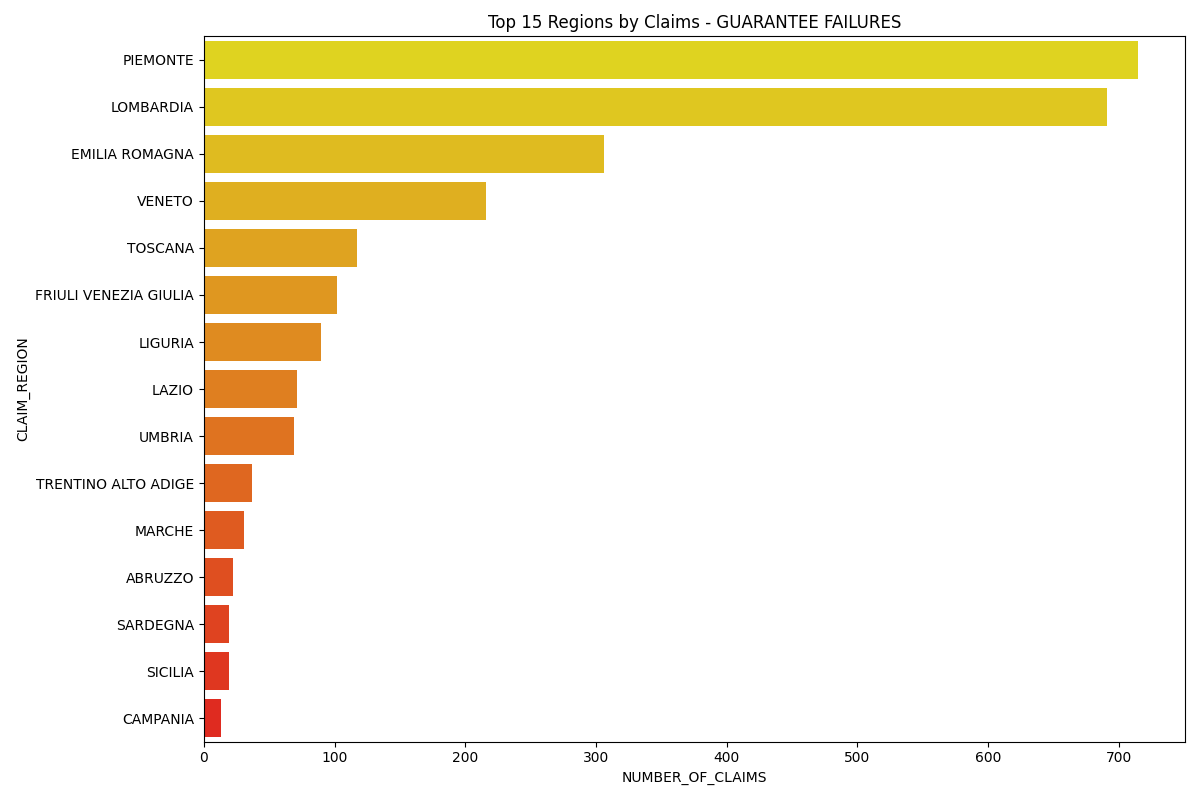 Top 15 Regions by Claims - GUARANTEE FAILURES
PIEMONTE
LOMBARDIA
EMILIA ROMAGNA
VENETO
TOSCANA
FRIULI VENEZIA GIULIA
LIGURIA
LAZIO
UMBRIA
TRENTINO ALTO ADIGE
MARCHE
ABRUZZO
SARDEGNA
SICILIA
CAMPANIA
CLAIM_REGION
0 100 200 300 400 500 600 700
NUMBER_OF_CLAIMS